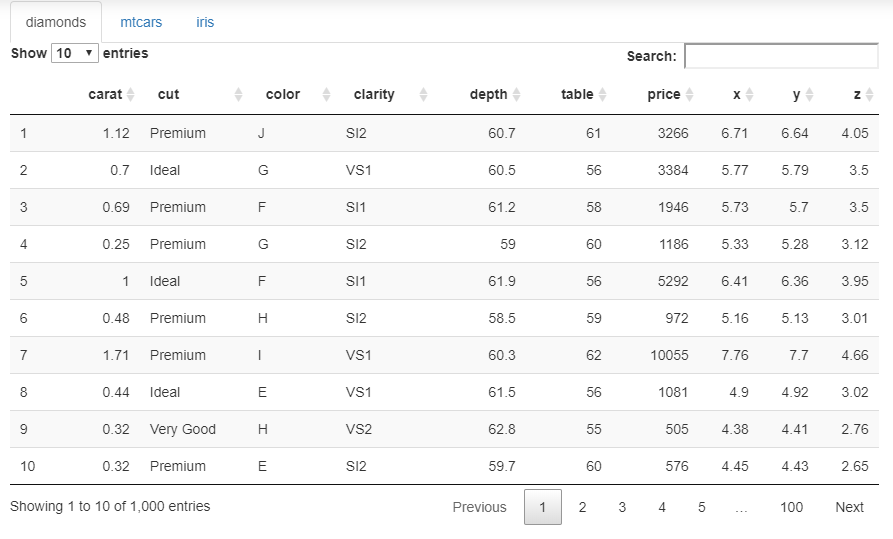 diamonds mtcars iris
Show 10 entries Search:
carat cut color clarity depth table price x y z
1 1.12 Premium J SI2 60.7 61 3266 6.71 6.64 4.05
2 0.7 Ideal G VS1 60.5 56 3384 5.77 5.79 3.5
3 0.69 Premium F SI1 61.2 58 1946 5.73 5.7 3.5
4 0.25 Premium G SI2 59 60 1186 5.33 5.28 3.12
5 1 Ideal F SI1 61.9 56 5292 6.41 6.36 3.95
6 0.48 Premium H SI2 58.5 59 972 5.16 5.13 3.01
7 1.71 Premium I VS1 60.3 62 10055 7.76 7.7 4.66
8 0.44 Ideal E VS1 61.5 56 1081 4.9 4.92 3.02
9 0.32 Very Good H VS2 62.8 55 505 4.38 4.41 2.76
10 0.32 Premium E SI2 59.7 60 576 4.45 4.43 2.65
Showing 1 to 10 of 1,000 entries Previous 1 2 3 4 5 … 100 Next